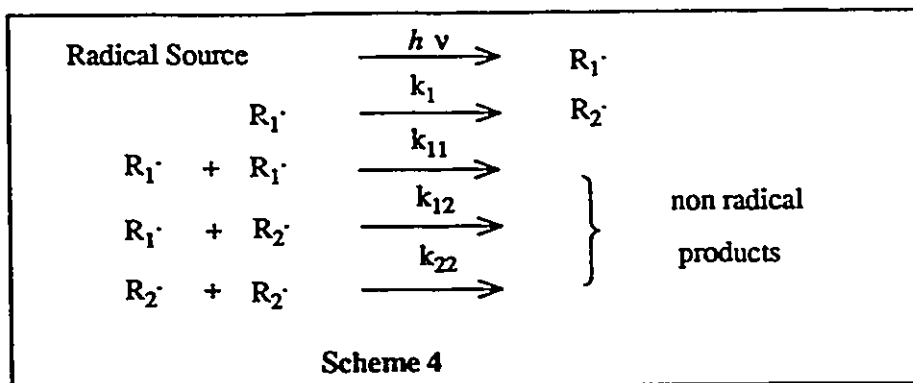 Radical Source h ν R₁·
R₁· k₁ R₂·
R₁· + R₁· k₁₁
R₁· + R₂· k₁₂ non radical
products
R₂· + R₂· k₂₂
Scheme 4